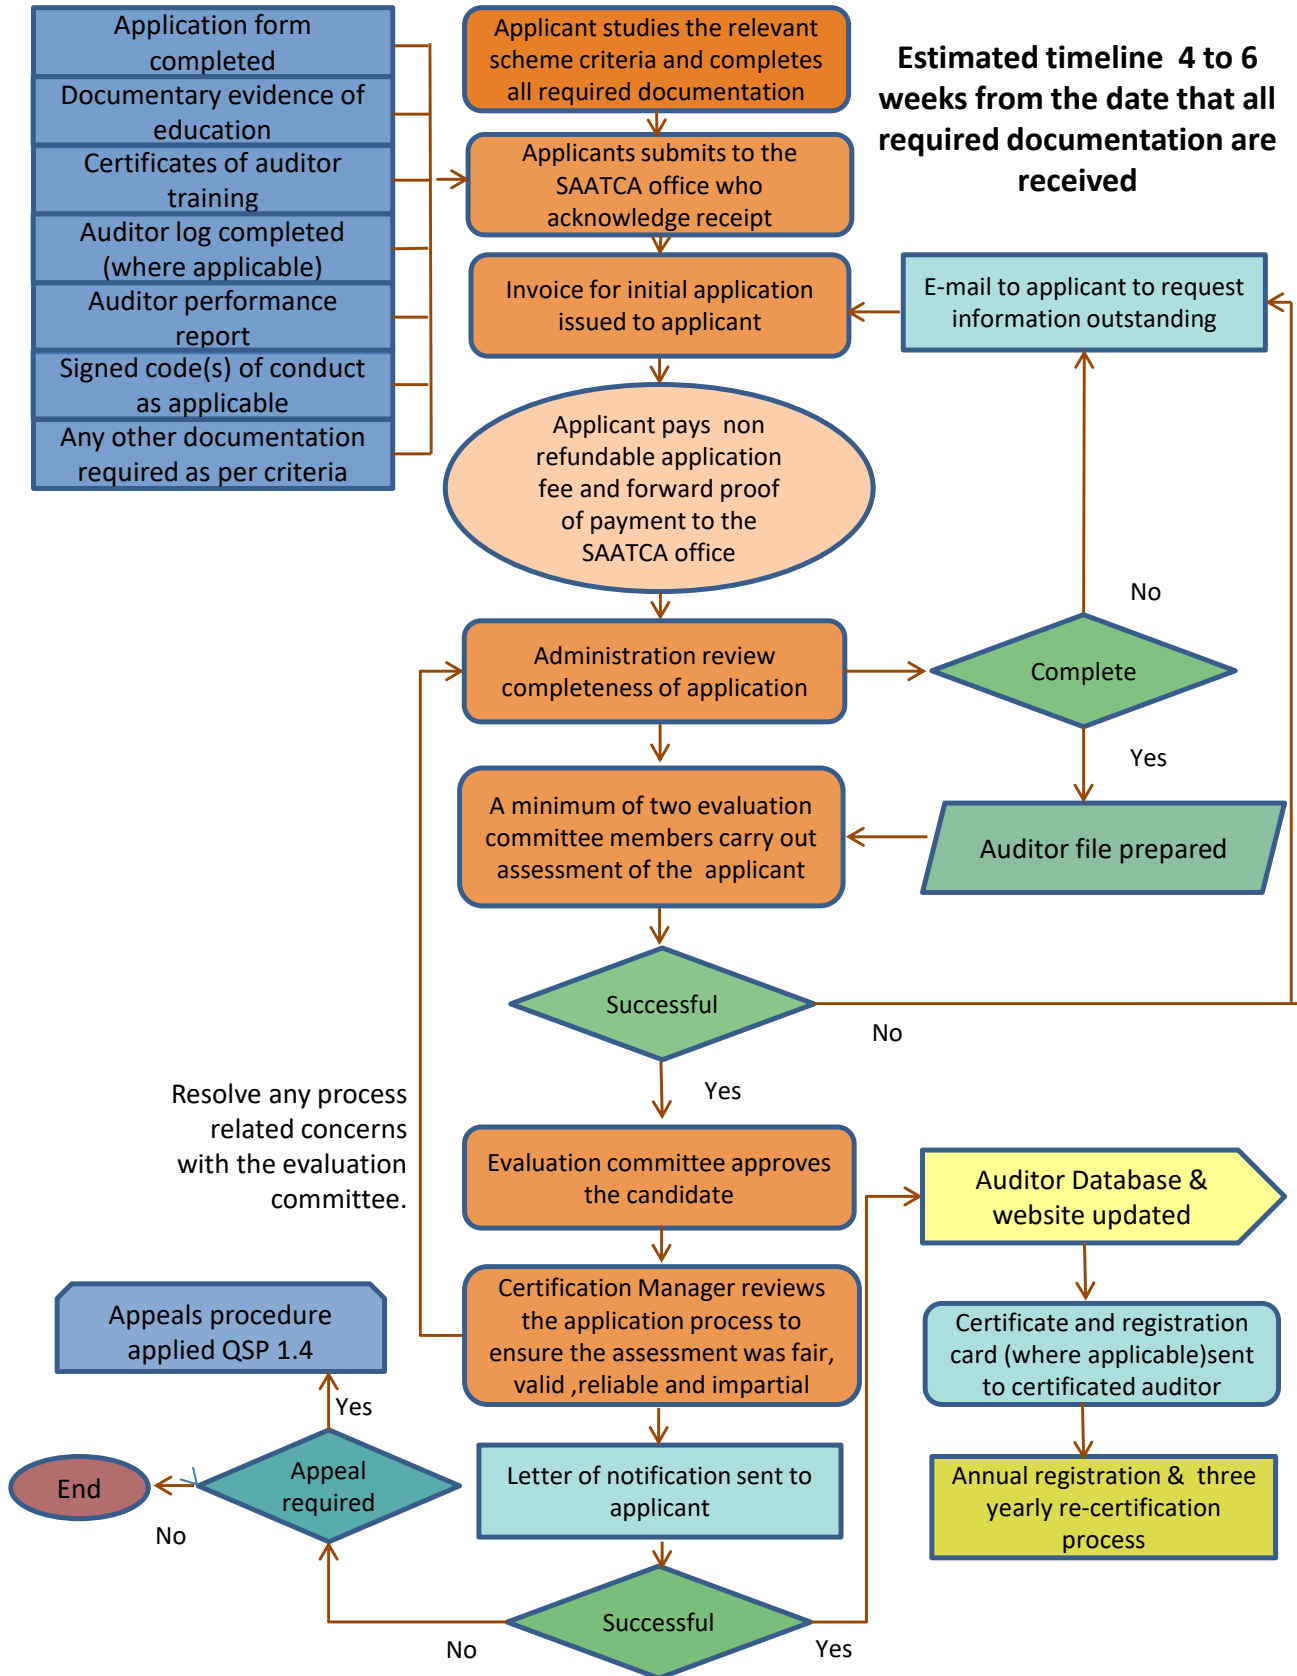 Application form
completed
Documentary evidence of
education
Certificates of auditor
training
Auditor log completed
(where applicable)
Auditor performance
report
Signed code(s) of conduct
as applicable
Any other documentation
required as per criteria
Applicant studies the relevant
scheme criteria and completes
all required documentation
Estimated timeline 4 to 6
weeks from the date that all
required documentation are
received
Applicants submits to the
SAATCA office who
acknowledge receipt
Invoice for initial application
issued to applicant
E-mail to applicant to request
information outstanding
Applicant pays non
refundable application
fee and forward proof
of payment to the
SAATCA office
No
Administration review
completeness of application
Complete
Yes
A minimum of two evaluation
committee members carry out
assessment of the applicant
Auditor file prepared
Successful
No
Yes
Resolve any process
related concerns
with the evaluation
committee.
Evaluation committee approves
the candidate
Auditor Database &
website updated
Certification Manager reviews
the application process to
ensure the assessment was fair,
valid ,reliable and impartial
Appeals procedure
applied QSP 1.4
Certificate and registration
card (where applicable)sent
to certificated auditor
Yes
End
Appeal
required
No
Letter of notification sent to
applicant
Annual registration & three
yearly re-certification
process
Successful
No
Yes